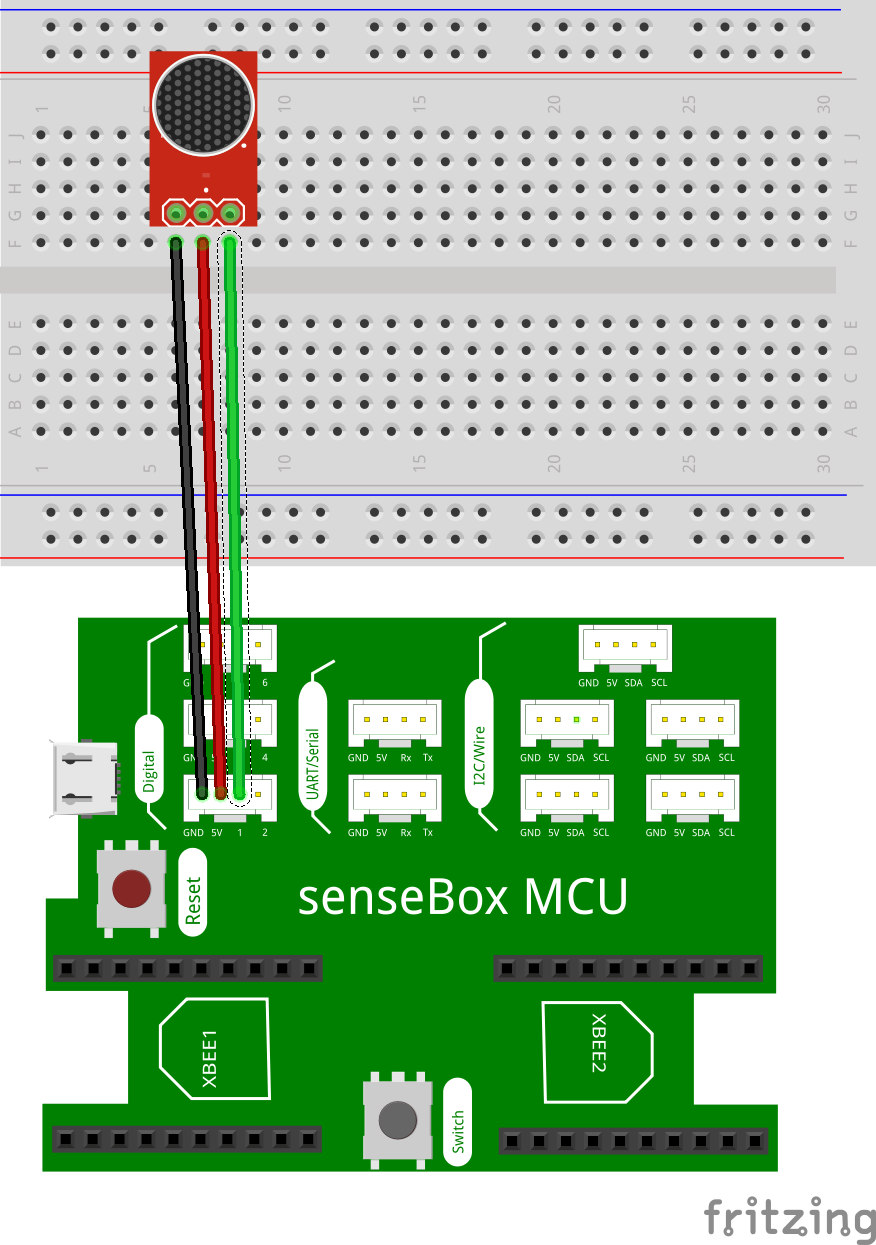 1 5 10 15 20 25 30
J J
I I
H H
G G
F F
E E
D D
C C
B B
A A
1 5 10 15 20 25 30
Digital
6
GND 5V SDA SCL
UART/Serial
I2C/Wire
4
GND 5V Rx Tx
GND 5V SDA SCL
GND 5V SDA SCL
GND 5V 1 2
GND 5V Rx Tx
GND 5V SDA SCL
GND 5V SDA SCL
Reset
senseBox MCU
XBEE1
XBEE2
Switch
fritzing